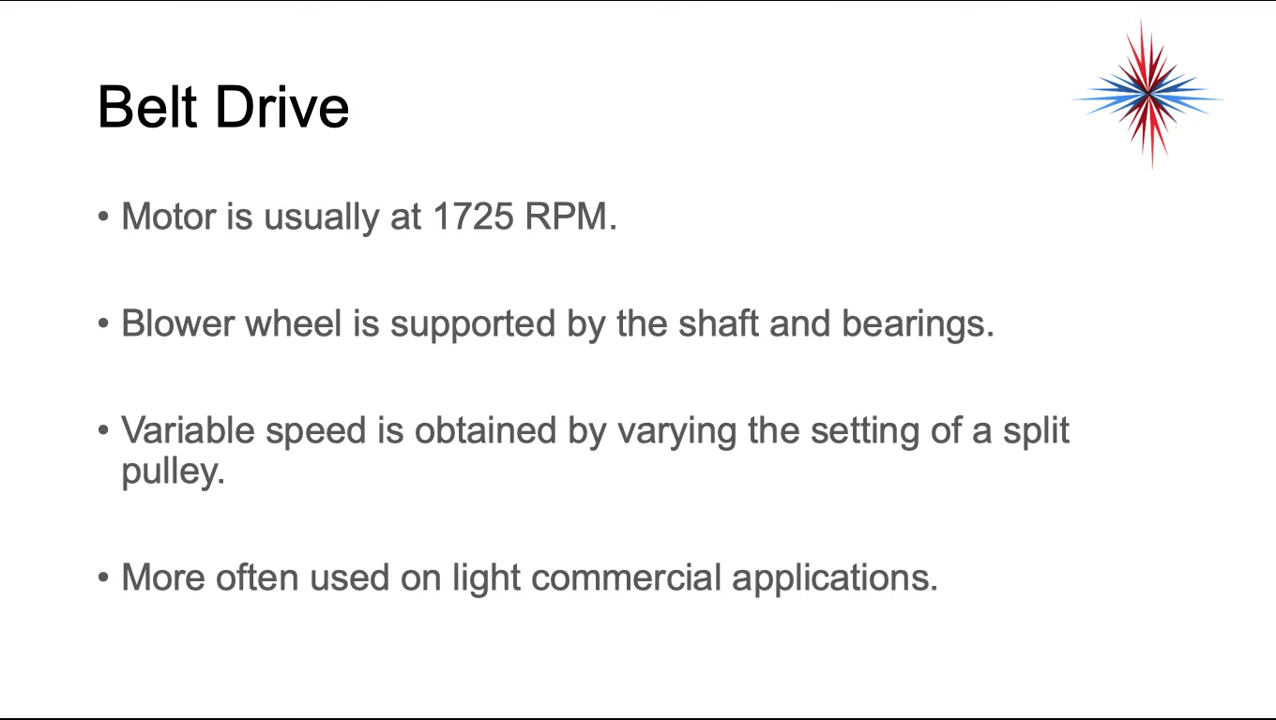 Belt Drive
• Motor is usually at 1725 RPM.
• Blower wheel is supported by the shaft and bearings.
• Variable speed is obtained by varying the setting of a split
pulley.
• More often used on light commercial applications.